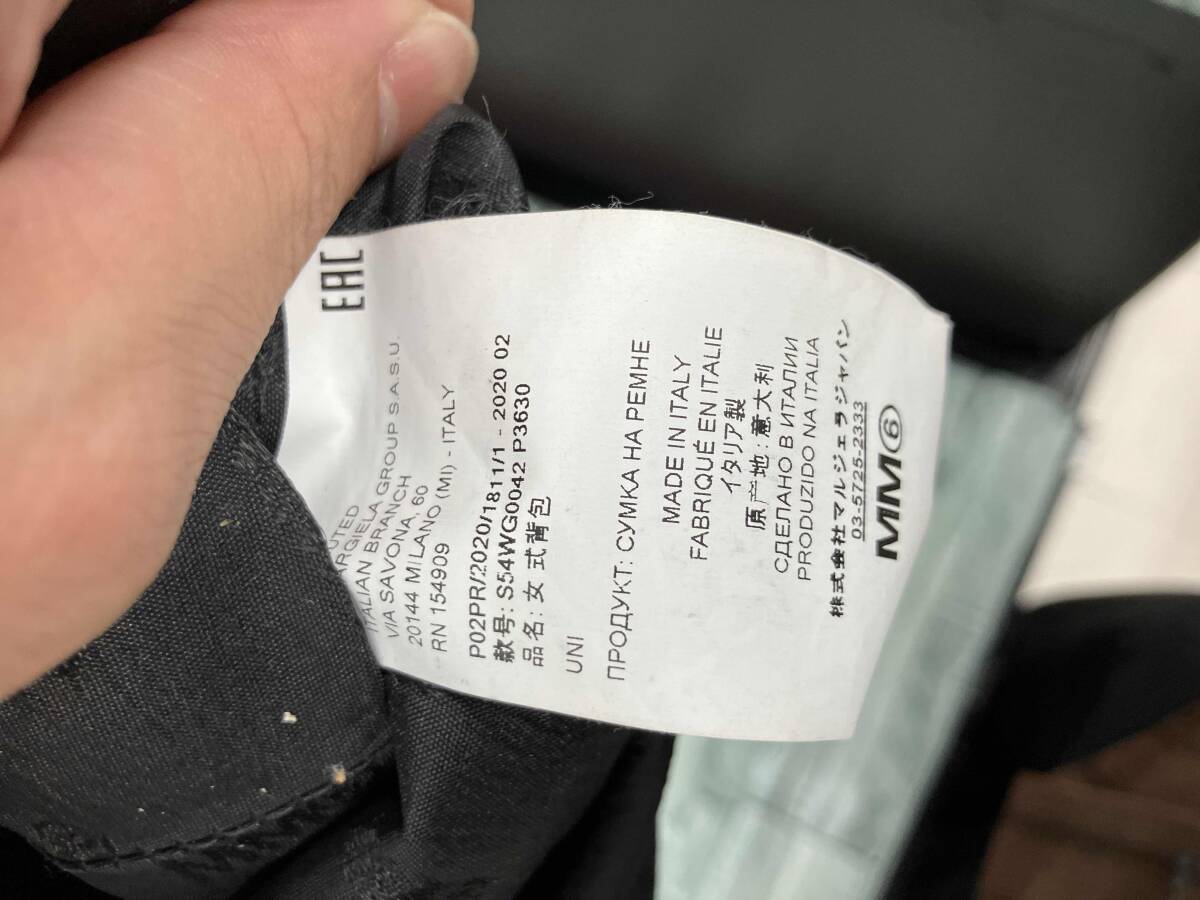 EAC
ITALIAN BRANCH GROUP S.A.S.U.
VIA SAVONA, 60
20144 MILANO (MI) - ITALY
RN 154909
P02PR/2020/1811/1 - 2020 02
款号: S54WG0042 P3630
品名: 女 式背包
UNI
ПРОДУКТ: СУМКА НА РЕМНЕ
MADE IN ITALY
FABRIQUÉ EN ITALIE
イタリア製
原产地:意大利
СДЕЛАНО В ИТАЛИИ
PRODUZIDO NA ITALIA
株式会社マルジェラジャパン
03-5725-2333
MM⑥